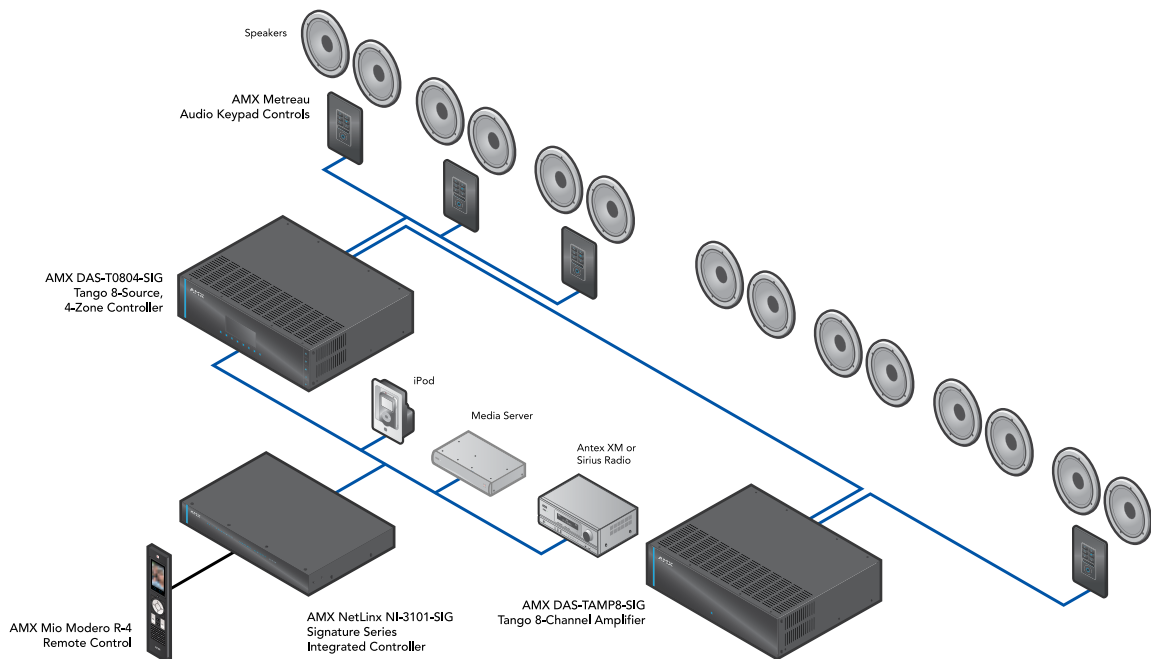 Speakers
AMX Metreau
Audio Keypad Controls
AMX DAS-T0804-SIG
Tango 8-Source,
4-Zone Controller
AMX
iPod
Media Server
Antex XM or
Sirius Radio
AMX
AMX Mio Modero R-4
Remote Control
AMX NetLinx NI-3101-SIG
Signature Series
Integrated Controller
AMX DAS-TAMP8-SIG
Tango 8-Channel Amplifier